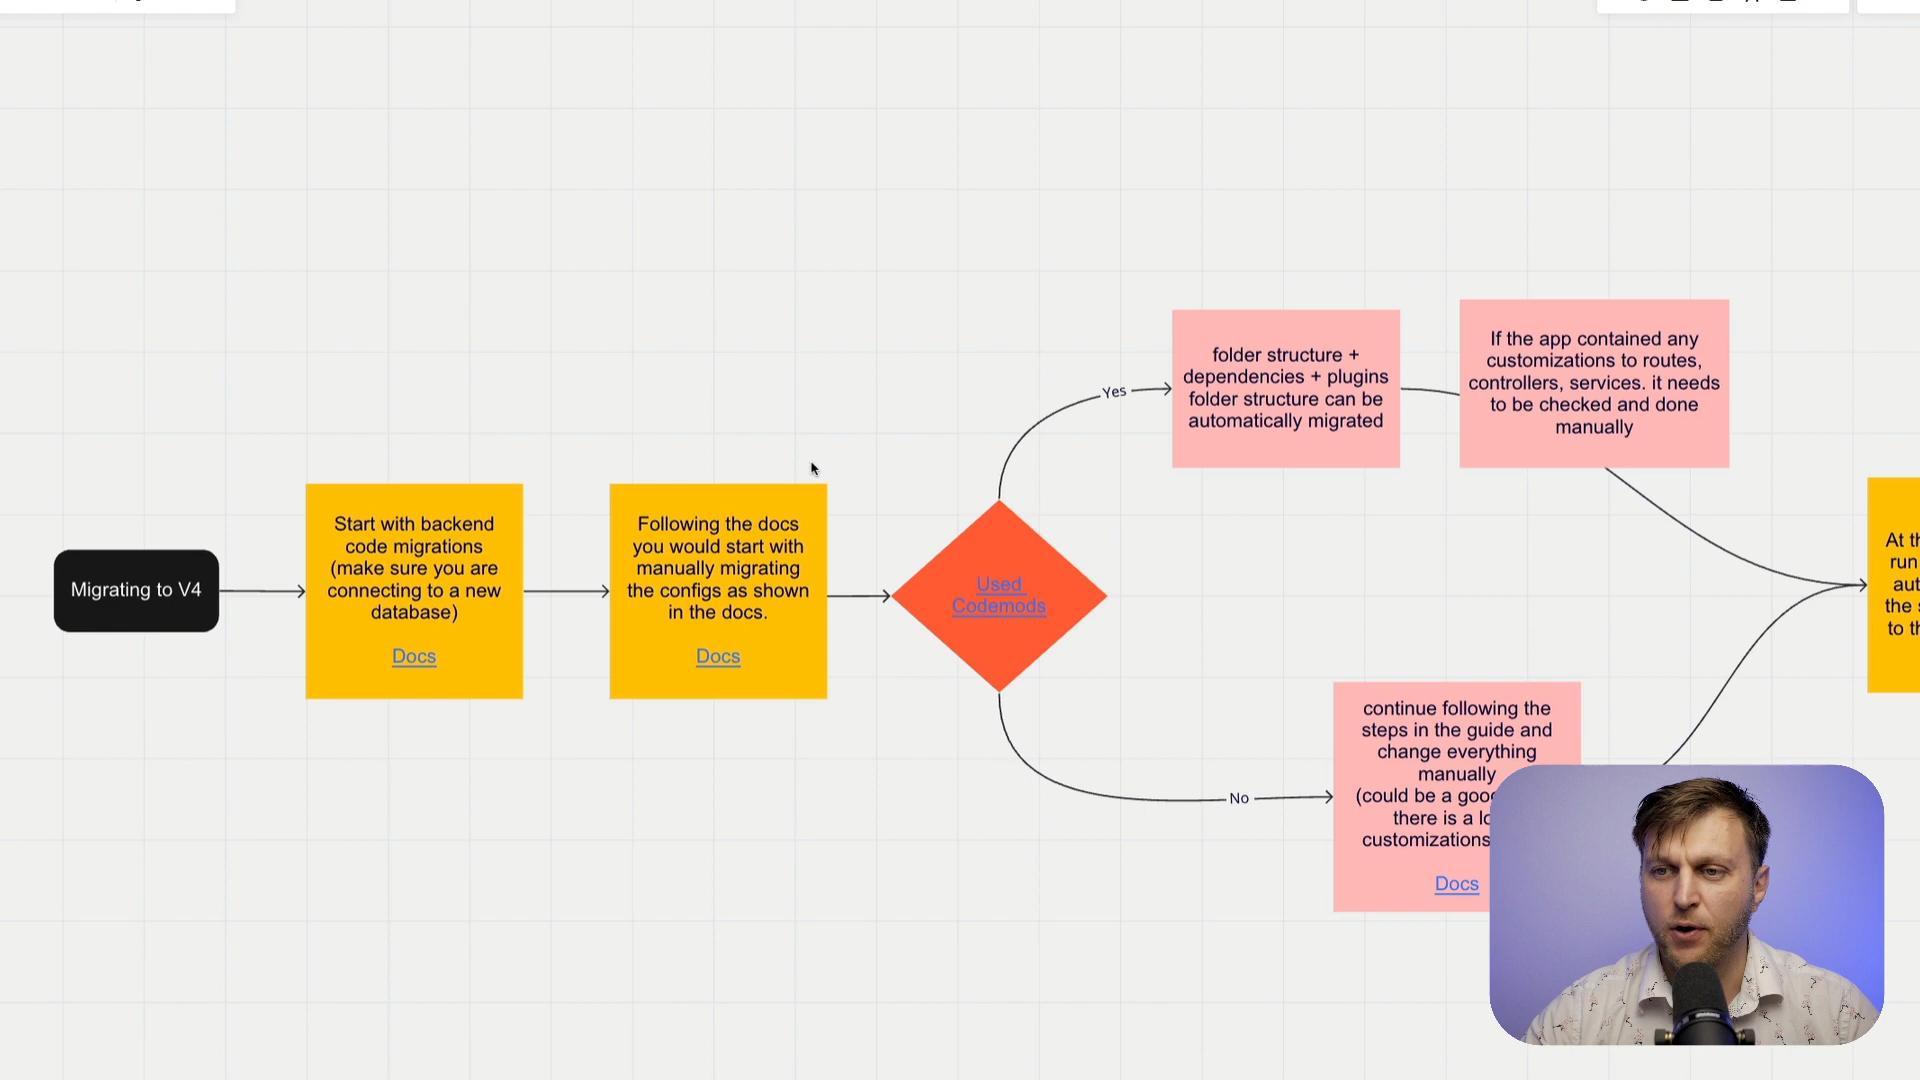 Migrating to V4
Start with backend
code migrations
(make sure you are
connecting to a new
database)
Docs
Following the docs
you would start with
manually migrating
the configs as shown
in the docs.
Docs
Used
Codemods
Yes
folder structure +
dependencies + plugins
folder structure can be
automatically migrated
If the app contained any
customizations to routes,
controllers, services. it needs
to be checked and done
manually
No
continue following the
steps in the guide and
change everything
manually
(could be a
there is a
customizations
Docs
At
run
the
to